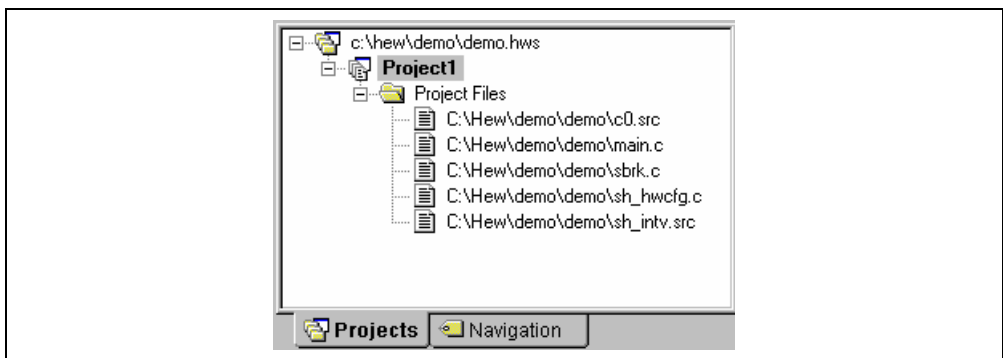 c:\hew\demo\demo.hws
Project1
Project Files
C:\Hew\demo\demo\c0.src
C:\Hew\demo\demo\main.c
C:\Hew\demo\demo\sbrk.c
C:\Hew\demo\demo\sh_hwcfg.c
C:\Hew\demo\demo\sh_intv.src
Projects Navigation